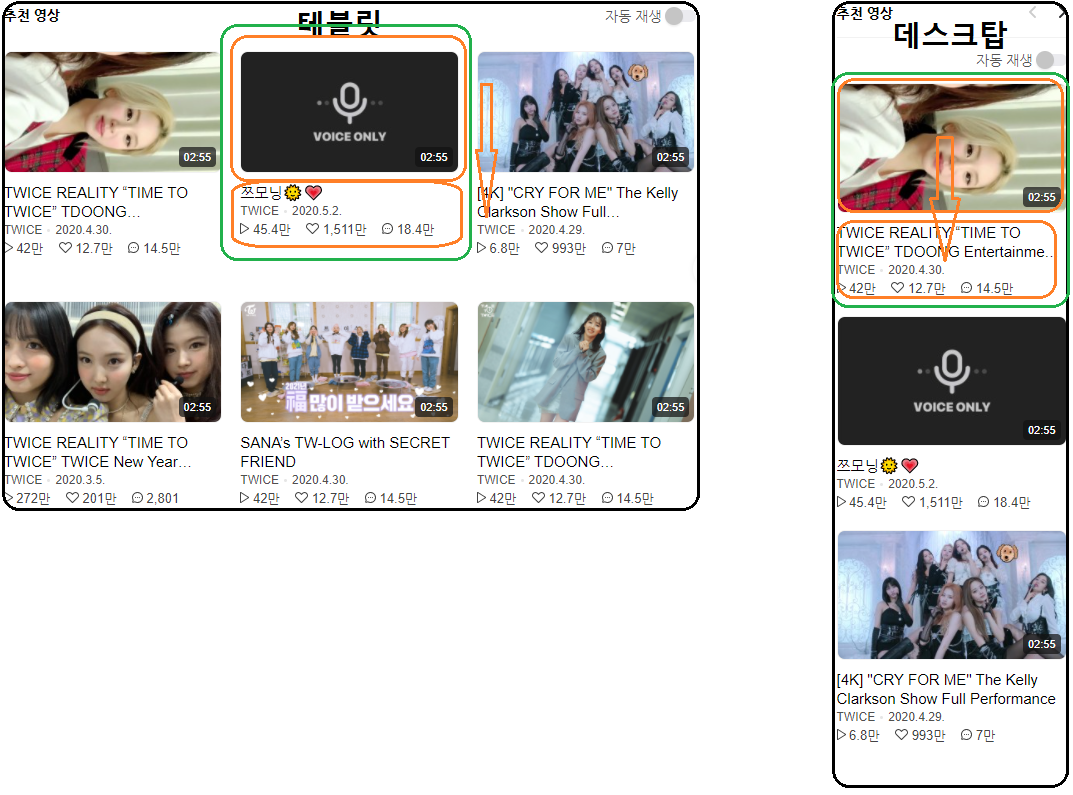 추천 영상
테블릿
자동 재생
02:55
VOICE ONLY
02:55
02:55
TWICE REALITY “TIME TO
TWICE” TDOONG…
TWICE 2020.4.30.
42만 12.7만 14.5만
쯔모닝🌞 💗
TWICE 2020.5.2.
45.4만 1,511만 18.4만
[4K] "CRY FOR ME" The Kelly
Clarkson Show Full…
TWICE 2020.4.29.
6.8만 993만 7만
02:55
2021년
福 많이 받으세요
02:55
02:55
TWICE REALITY “TIME TO
TWICE” TWICE New Year…
TWICE 2020.3.5.
272만 201만 2,801
SANA’s TW-LOG with SECRET
FRIEND
TWICE 2020.4.30.
42만 12.7만 14.5만
TWICE REALITY “TIME TO
TWICE” TDOONG…
TWICE 2020.4.30.
42만 12.7만 14.5만
추천 영상
데스크탑
자동 재생
02:55
TWICE REALITY “TIME TO
TWICE” TDOONG Entertainme…
TWICE 2020.4.30.
42만 12.7만 14.5만
VOICE ONLY
02:55
쯔모닝🌞 💗
TWICE 2020.5.2.
45.4만 1,511만 18.4만
02:55
[4K] "CRY FOR ME" The Kelly
Clarkson Show Full Performance
TWICE 2020.4.29.
6.8만 993만 7만